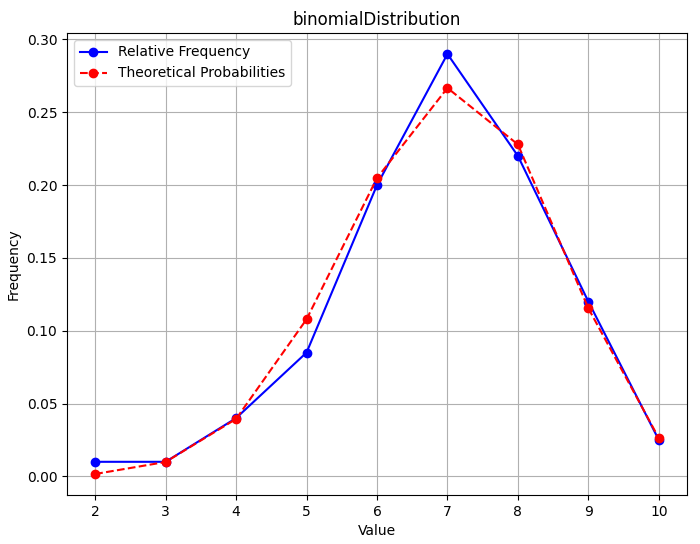 binomialDistribution
Relative Frequency
Theoretical Probabilities
0.30
0.25
0.20
0.15
0.10
0.05
0.00
Frequency
2 3 4 5 6 7 8 9 10
Value